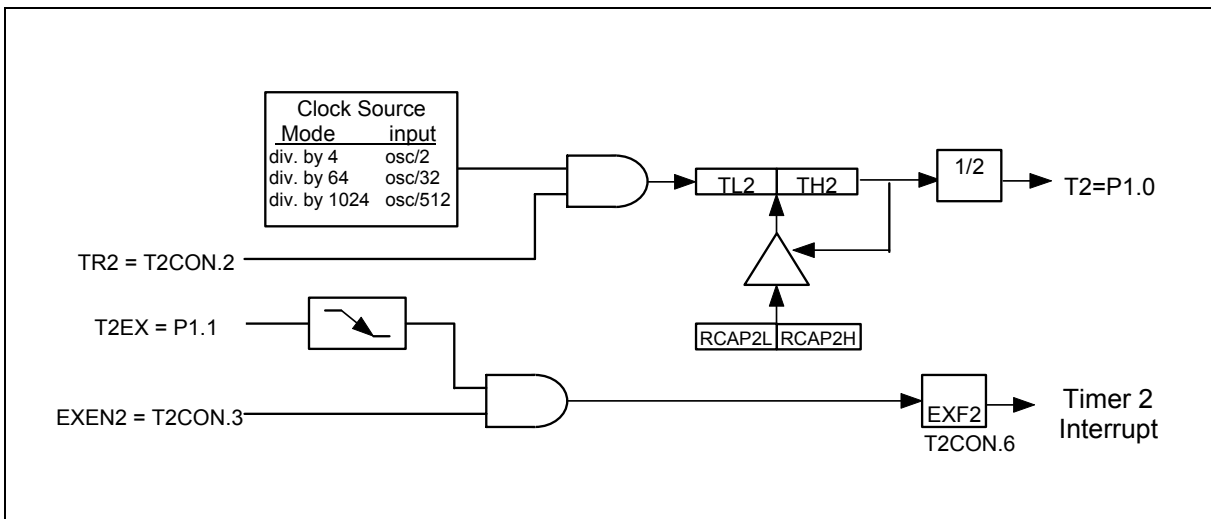 Clock Source
Mode input
div. by 4 osc/2
div. by 64 osc/32
div. by 1024 osc/512
TL2 TH2
1/2
T2=P1.0
TR2 = T2CON.2
T2EX = P1.1
RCAP2L RCAP2H
EXEN2 = T2CON.3
EXF2
T2CON.6
Timer 2
Interrupt